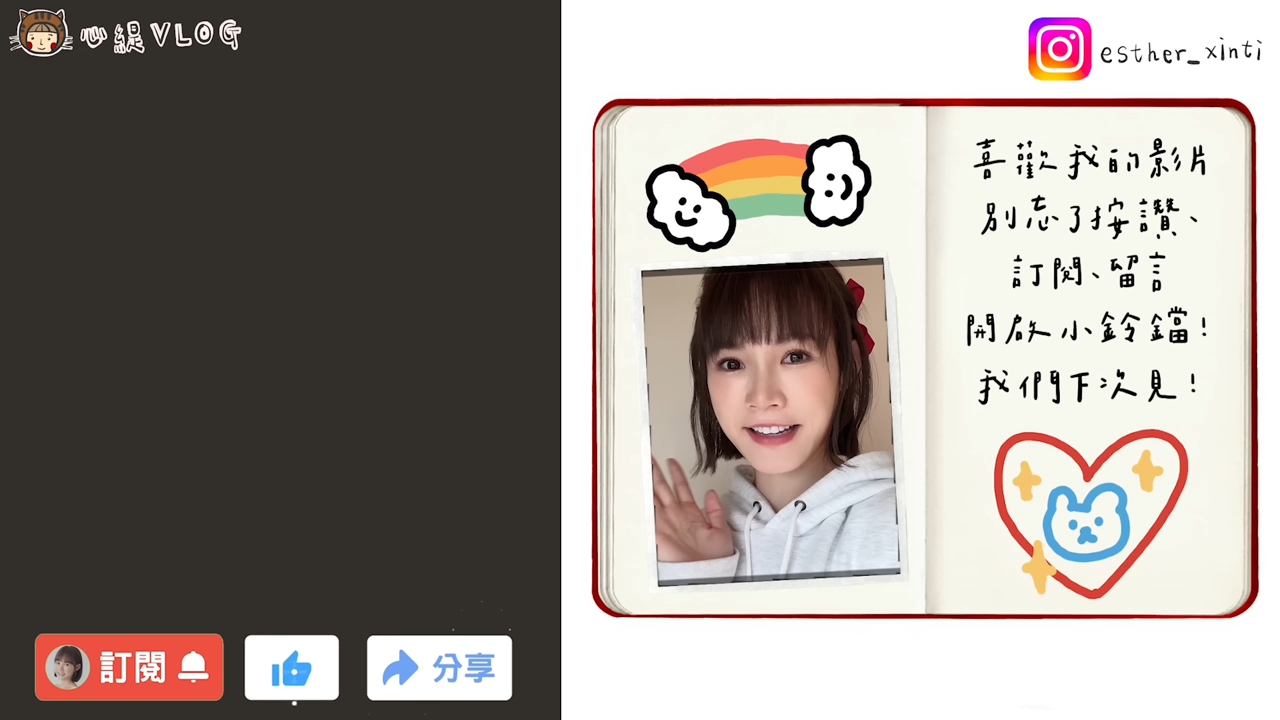 心緹VLOG
esther_xinti
喜歡我的影片
別忘了按讚、
訂閱、留言
開啟小鈴鐺!
我們下次見!
訂閱
分享